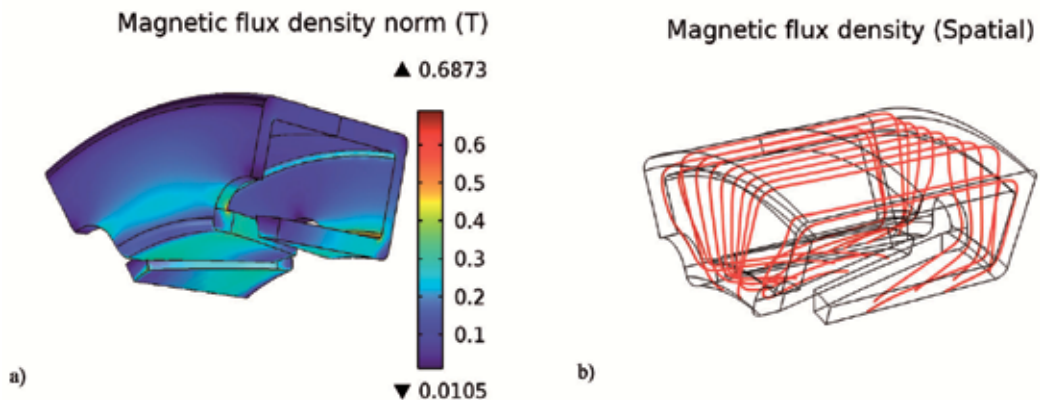 Magnetic flux density norm (T)
▲ 0.6873
0.6
0.5
0.4
0.3
0.2
0.1
▼ 0.0105
a)
Magnetic flux density (Spatial)
b)